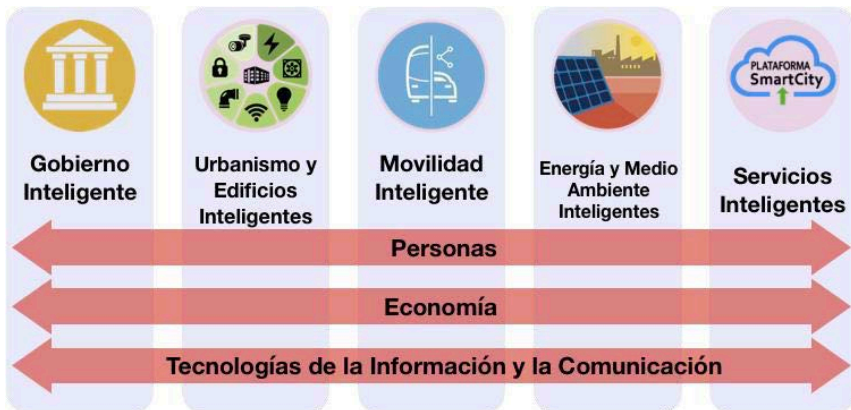 PLATAFORMA
SmartCity
Gobierno
Inteligente
Urbanismo y
Edificios
Inteligentes
Movilidad
Inteligente
Energía y Medio
Ambiente
Inteligentes
Servicios
Inteligentes
Personas
Economía
Tecnologías de la Información y la Comunicación